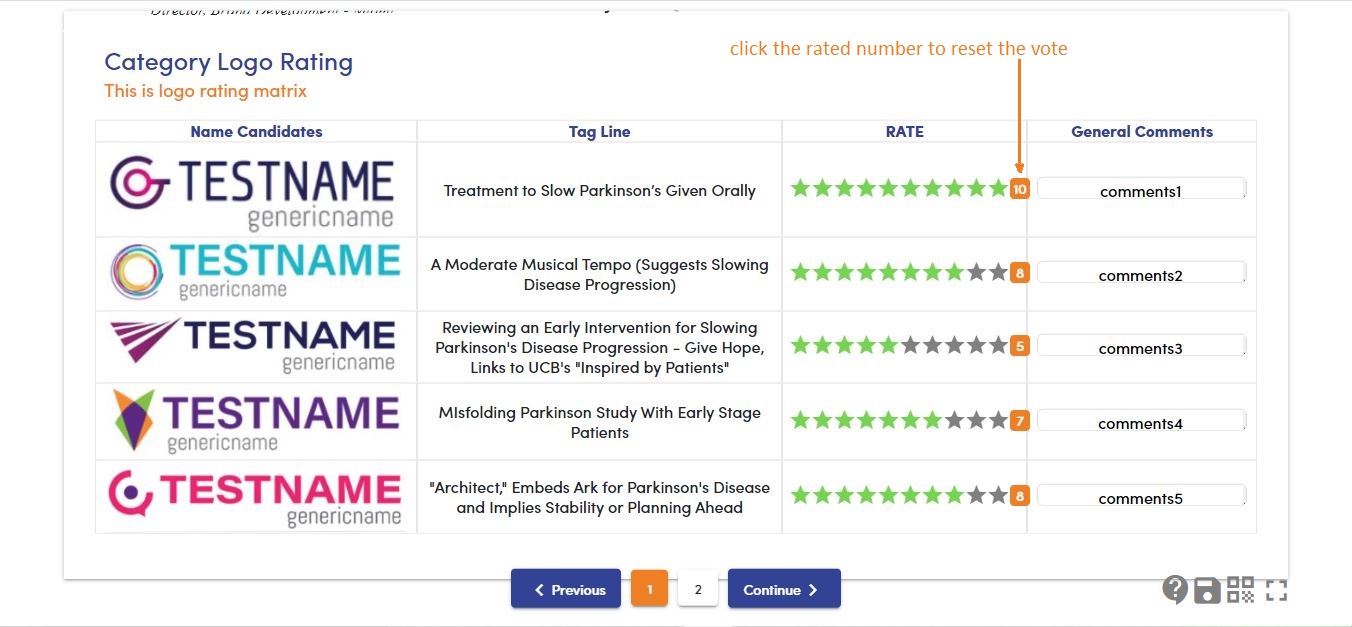 click the rated number to reset the vote
Category Logo Rating
This is logo rating matrix
Name Candidates
Tag Line
RATE
General Comments
TESTNAME
genericname
Treatment to Slow Parkinson's Given Orally
10
comments1
TESTNAME
genericname
A Moderate Musical Tempo (Suggests Slowing
Disease Progression)
8
comments2
TESTNAME
genericname
Reviewing an Early Intervention for Slowing
Parkinson's Disease Progression - Give Hope,
Links to UCB's "Inspired by Patients"
5
comments3
TESTNAME
genericname
MIsfolding Parkinson Study With Early Stage
Patients
7
comments4
TESTNAME
genericname
"Architect," Embeds Ark for Parkinson's Disease
and Implies Stability or Planning Ahead
8
comments5
Previous
1
2
Continue